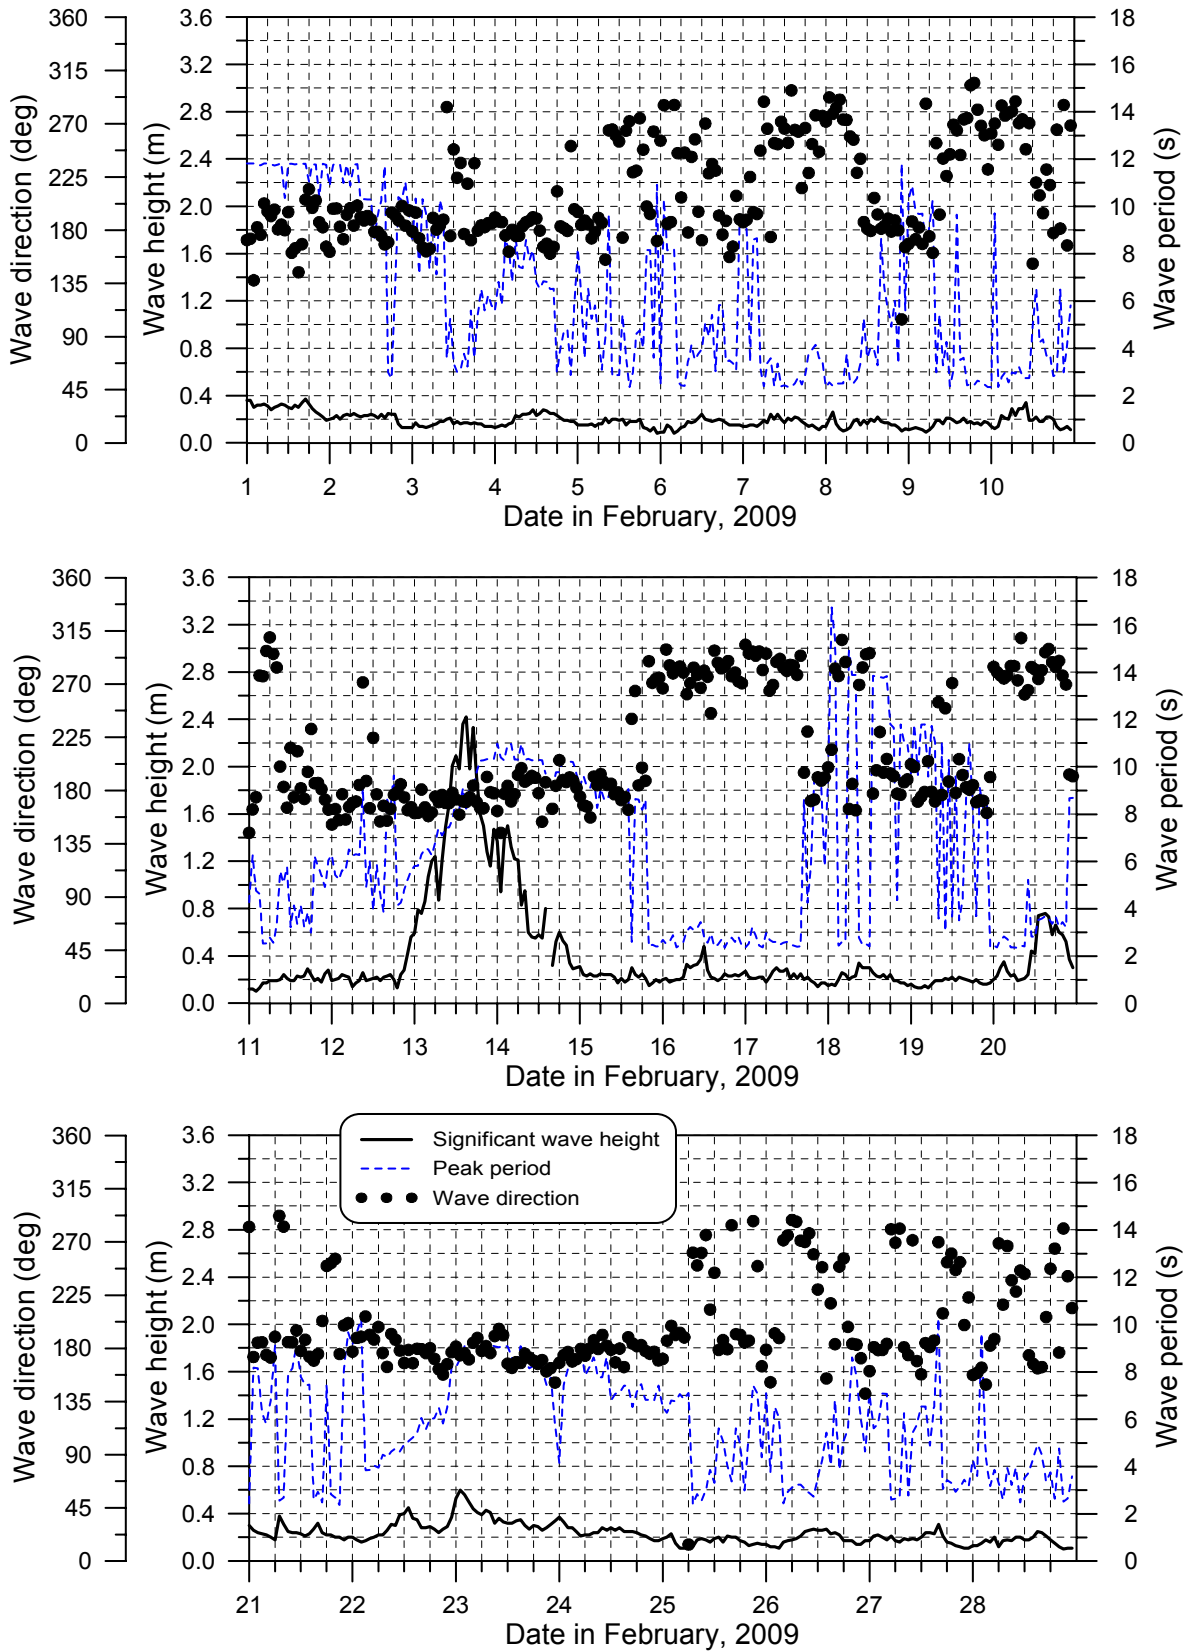 360 3.6 18
315 3.2 16
270 2.8 14
225 2.4 12
180 2.0 10
135 1.6 8
90 1.2 6
45 0.8 4
0 0.4 2
0.0 0
Wave direction (deg)
Wave height (m)
Wave period (s)
1 2 3 4 5 6 7 8 9 10
Date in February, 2009
360 3.6 18
315 3.2 16
270 2.8 14
225 2.4 12
180 2.0 10
135 1.6 8
90 1.2 6
45 0.8 4
0 0.4 2
0.0 0
Wave direction (deg)
Wave height (m)
Wave period (s)
11 12 13 14 15 16 17 18 19 20
Date in February, 2009
360 3.6 18
315 3.2 16
270 2.8 14
225 2.4 12
180 2.0 10
135 1.6 8
90 1.2 6
45 0.8 4
0 0.4 2
0.0 0
Wave direction (deg)
Wave height (m)
Wave period (s)
Significant wave height
Peak period
Wave direction
21 22 23 24 25 26 27 28
Date in February, 2009